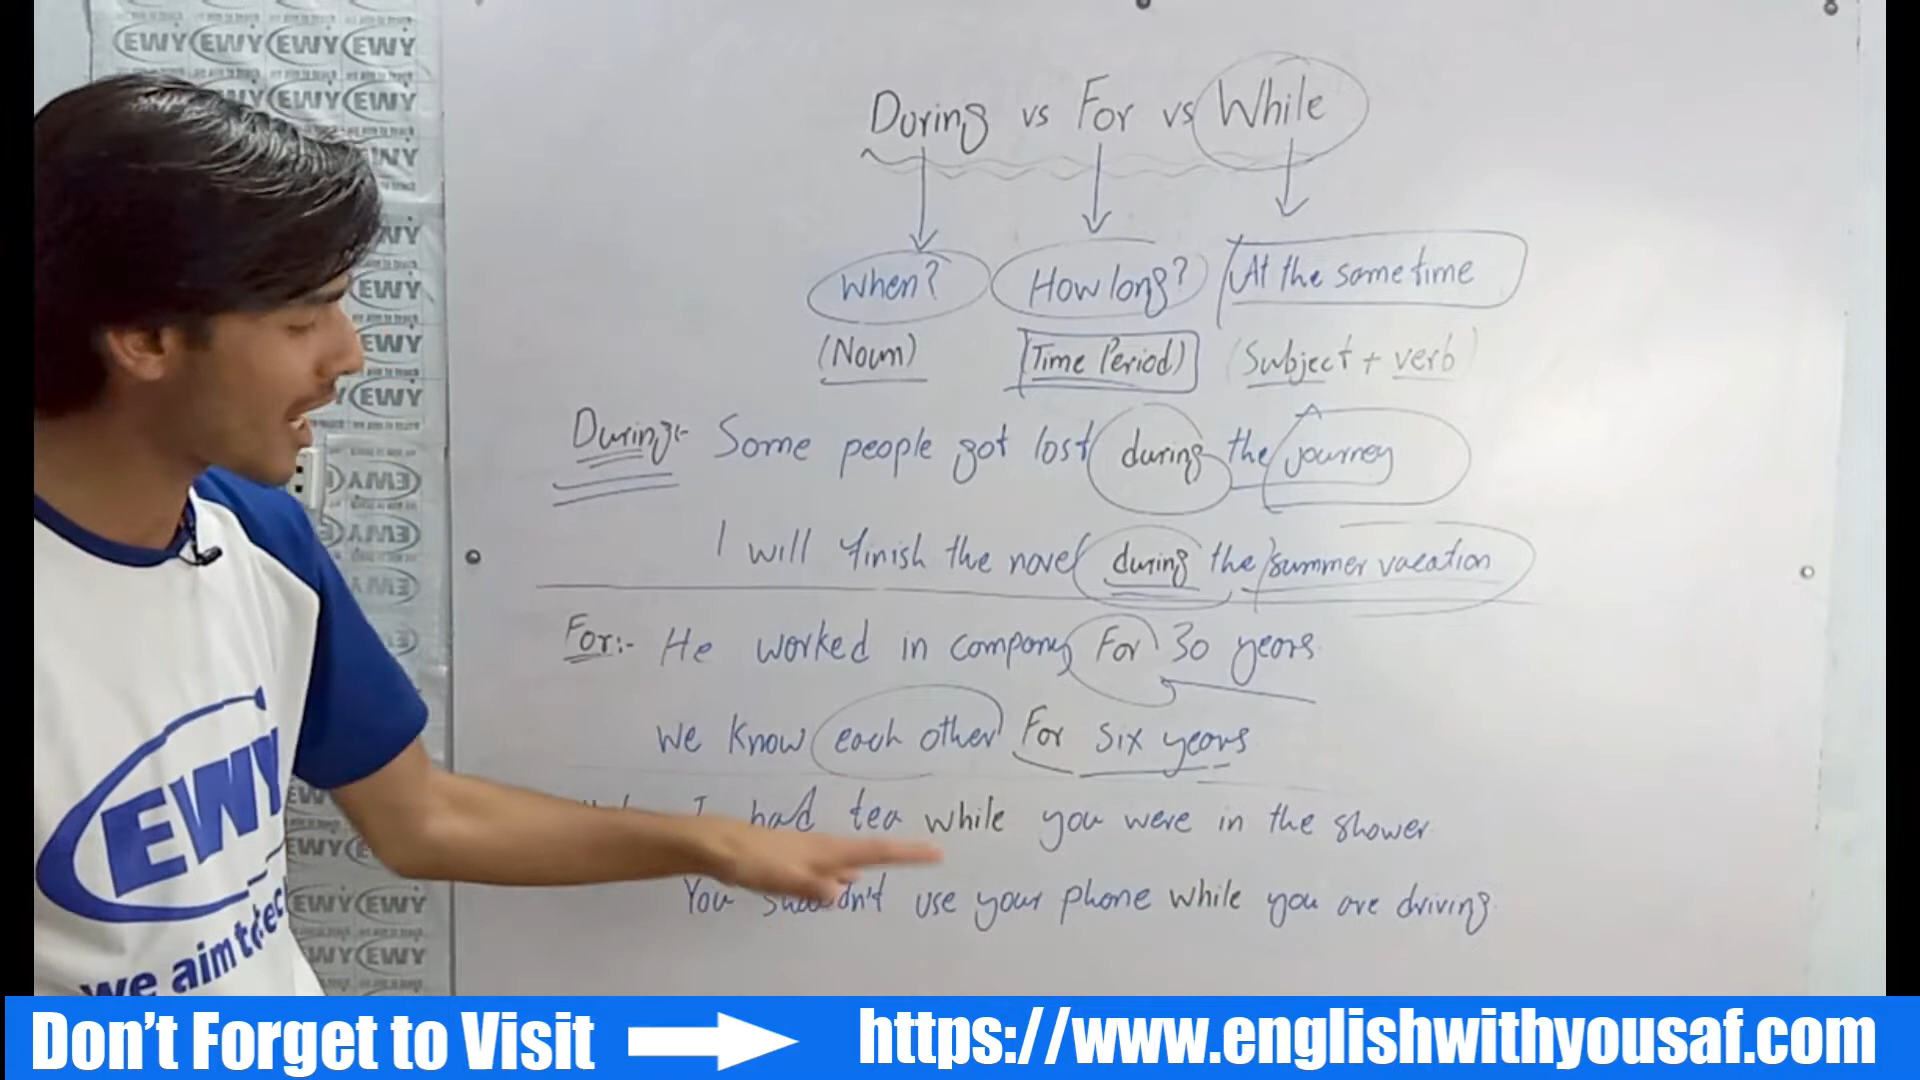 During vs For vs While
When? How long? At the same time
(Noun) (Time Period) (Subject + verb)
During:- Some people got lost during the journey
I will finish the novel during the summer vacation
For:- He worked in company For 30 years
We know each other For six years
I had tea while you were in the shower
You use your phone while you are driving.
EWY
we aim to
Don't Forget to Visit https://www.englishwithyousaf.com